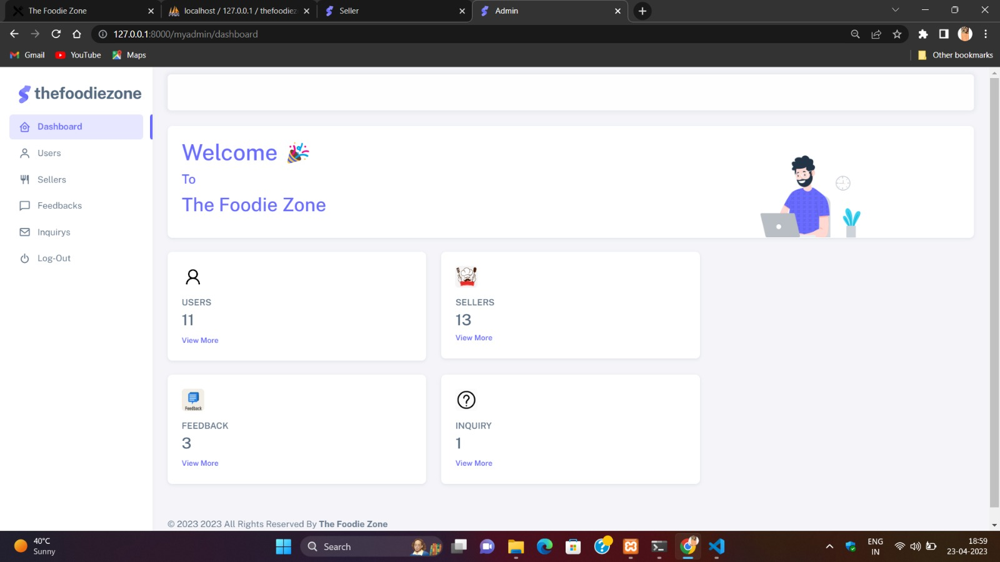 The Foodie Zone
localhost / 127.0.0.1 / thefoodiez
Seller
Admin
127.0.0.1:8000/myadmin/dashboard
Gmail
YouTube
Maps
Other bookmarks
thefoodiezone
Dashboard
Users
Sellers
Feedbacks
Inquirys
Log-Out
Welcome
To
The Foodie Zone
USERS
11
View More
SELLERS
13
View More
Feedback
FEEDBACK
3
View More
INQUIRY
1
View More
© 2023 2023 All Rights Reserved By The Foodie Zone
40°C
Sunny
Search
ENG
IN
18:59
23-04-2023